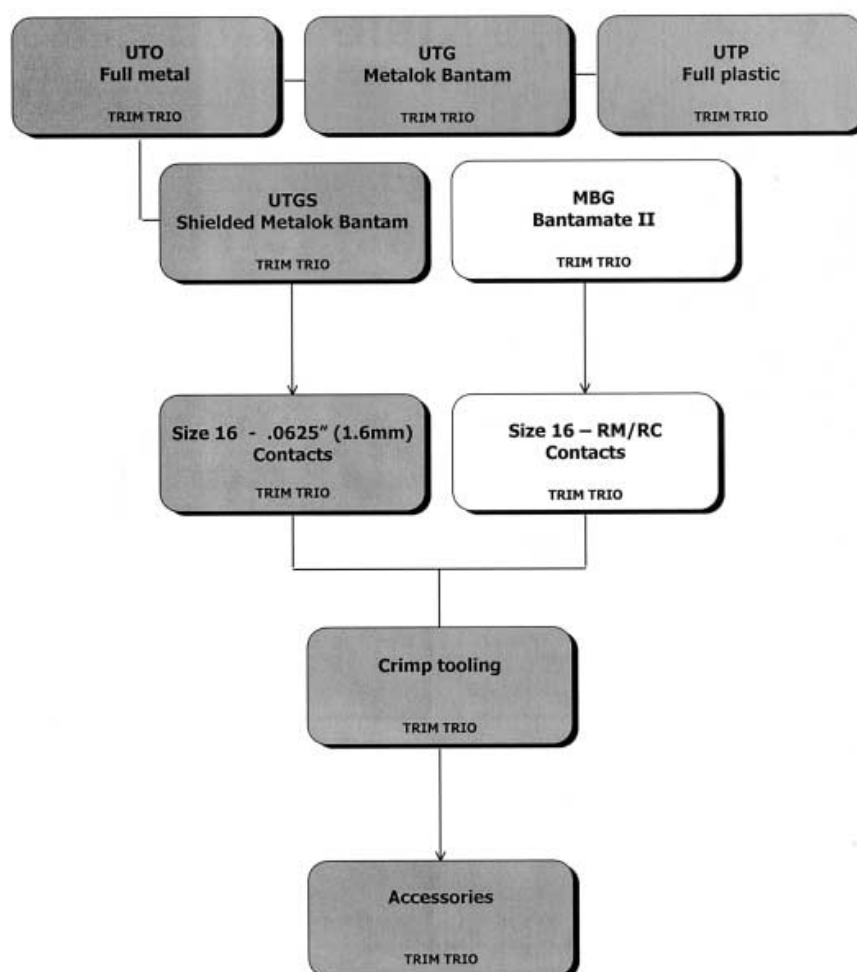 UTO
Full metal
TRIM TRIO
UTG
Metalok Bantam
TRIM TRIO
UTP
Full plastic
TRIM TRIO
UTGS
Shielded Metalok Bantam
TRIM TRIO
MBG
Bantamate II
TRIM TRIO
Size 16 - .0625" (1.6mm)
Contacts
TRIM TRIO
Size 16 – RM/RC
Contacts
TRIM TRIO
Crimp tooling
TRIM TRIO
Accessories
TRIM TRIO